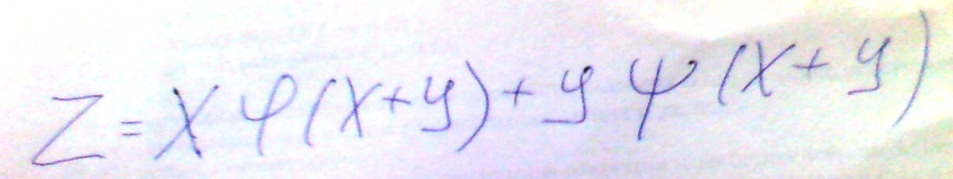 Z = x φ(x+y) + y ψ(x+y)